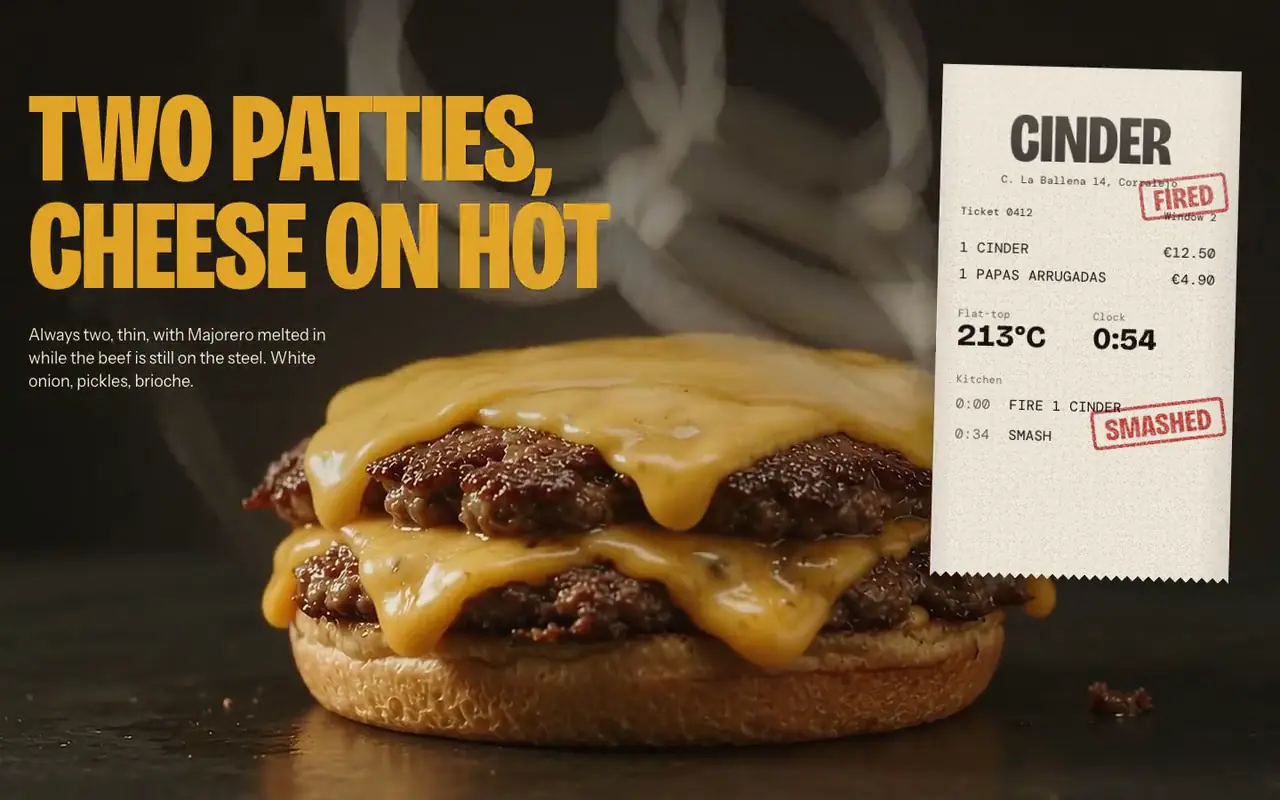 TWO PATTIES,
CHEESE ON HOT
Always two, thin, with Majorero melted in
while the beef is still on the steel. White
onion, pickles, brioche.
CINDER
C. La Ballena 14, Corralejo
FIRED
Ticket 0412
Window 2
1 CINDER €12.50
1 PAPAS ARRUGADAS €4.90
Flat-top Clock
213°C 0:54
Kitchen
0:00 FIRE 1 CINDER
0:34 SMASH
SMASHED